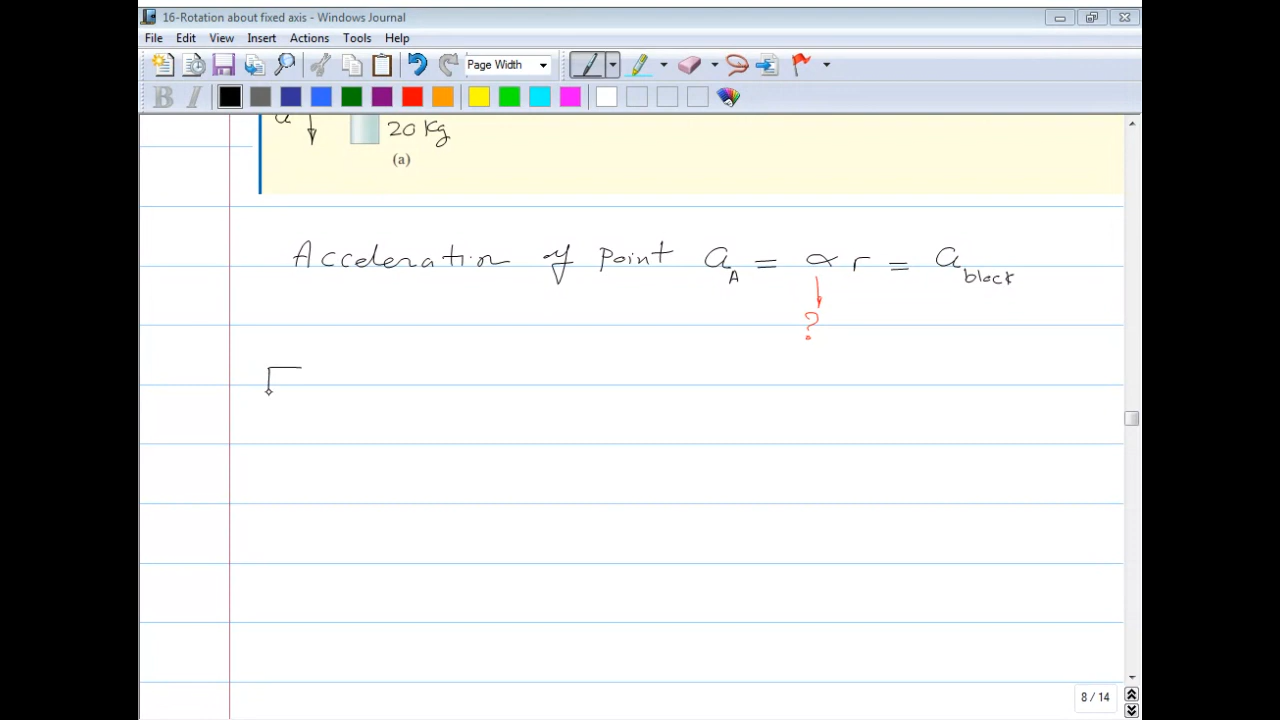 16-Rotation about fixed axis - Windows Journal
File Edit View Insert Actions Tools Help
Page Width
B I
a
20 Kg
(a)
Acceleration of point a_A = α r = a_block
?
8 / 14